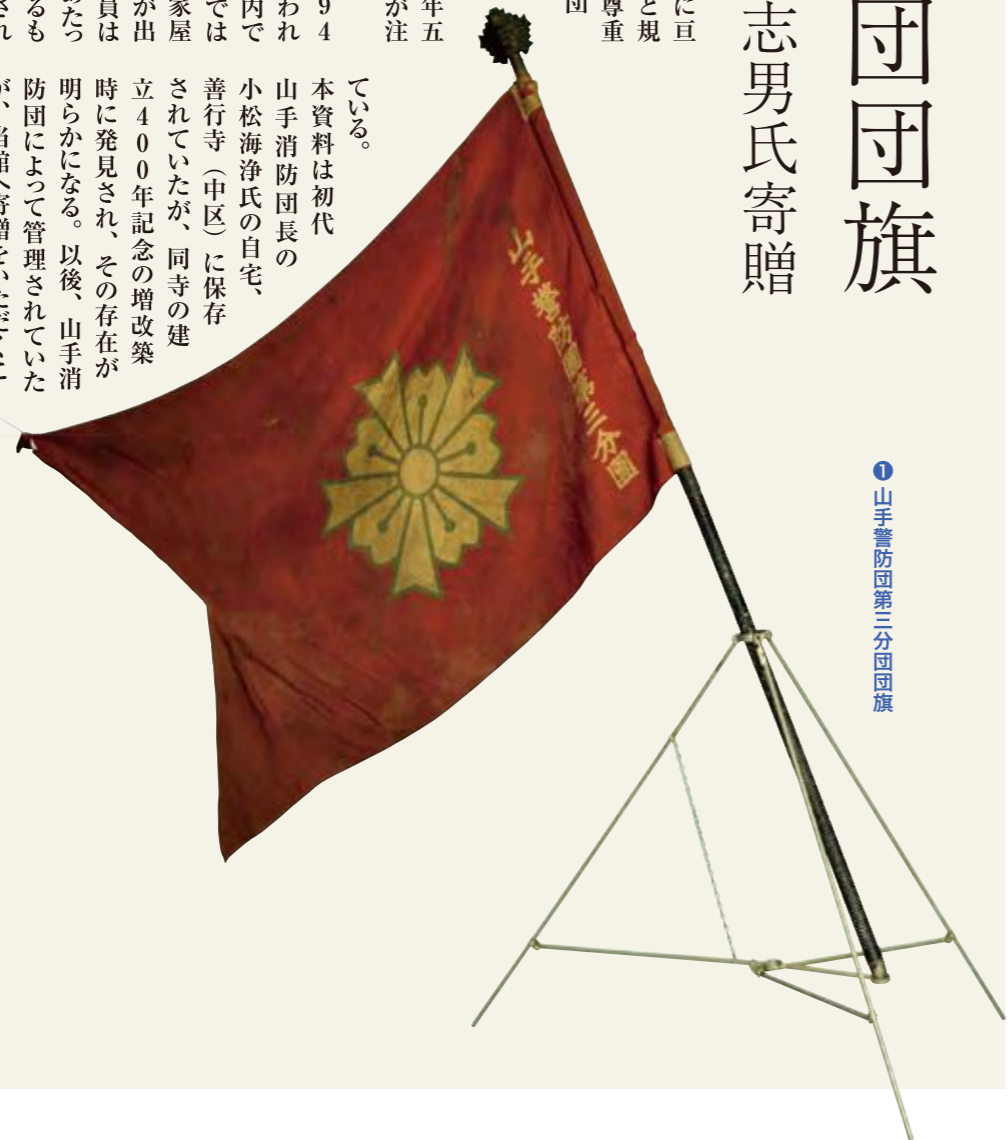 団団旗
志男氏寄贈
❶山手警防団第三分団団旗
山手警防團第三分團
に亘
と規
尊重
団
年五
が注
94
われ
内で
では
家屋
が出
員は
るも
され
ている。
本資料は初代
山手消防団長の
小松海浄氏の自宅、
善行寺（中区）に保存
されていたが、同寺の建
立400年記念の増改築
時に発見され、その存在が
明らかになる。以後、山手消
防団によって管理されていた